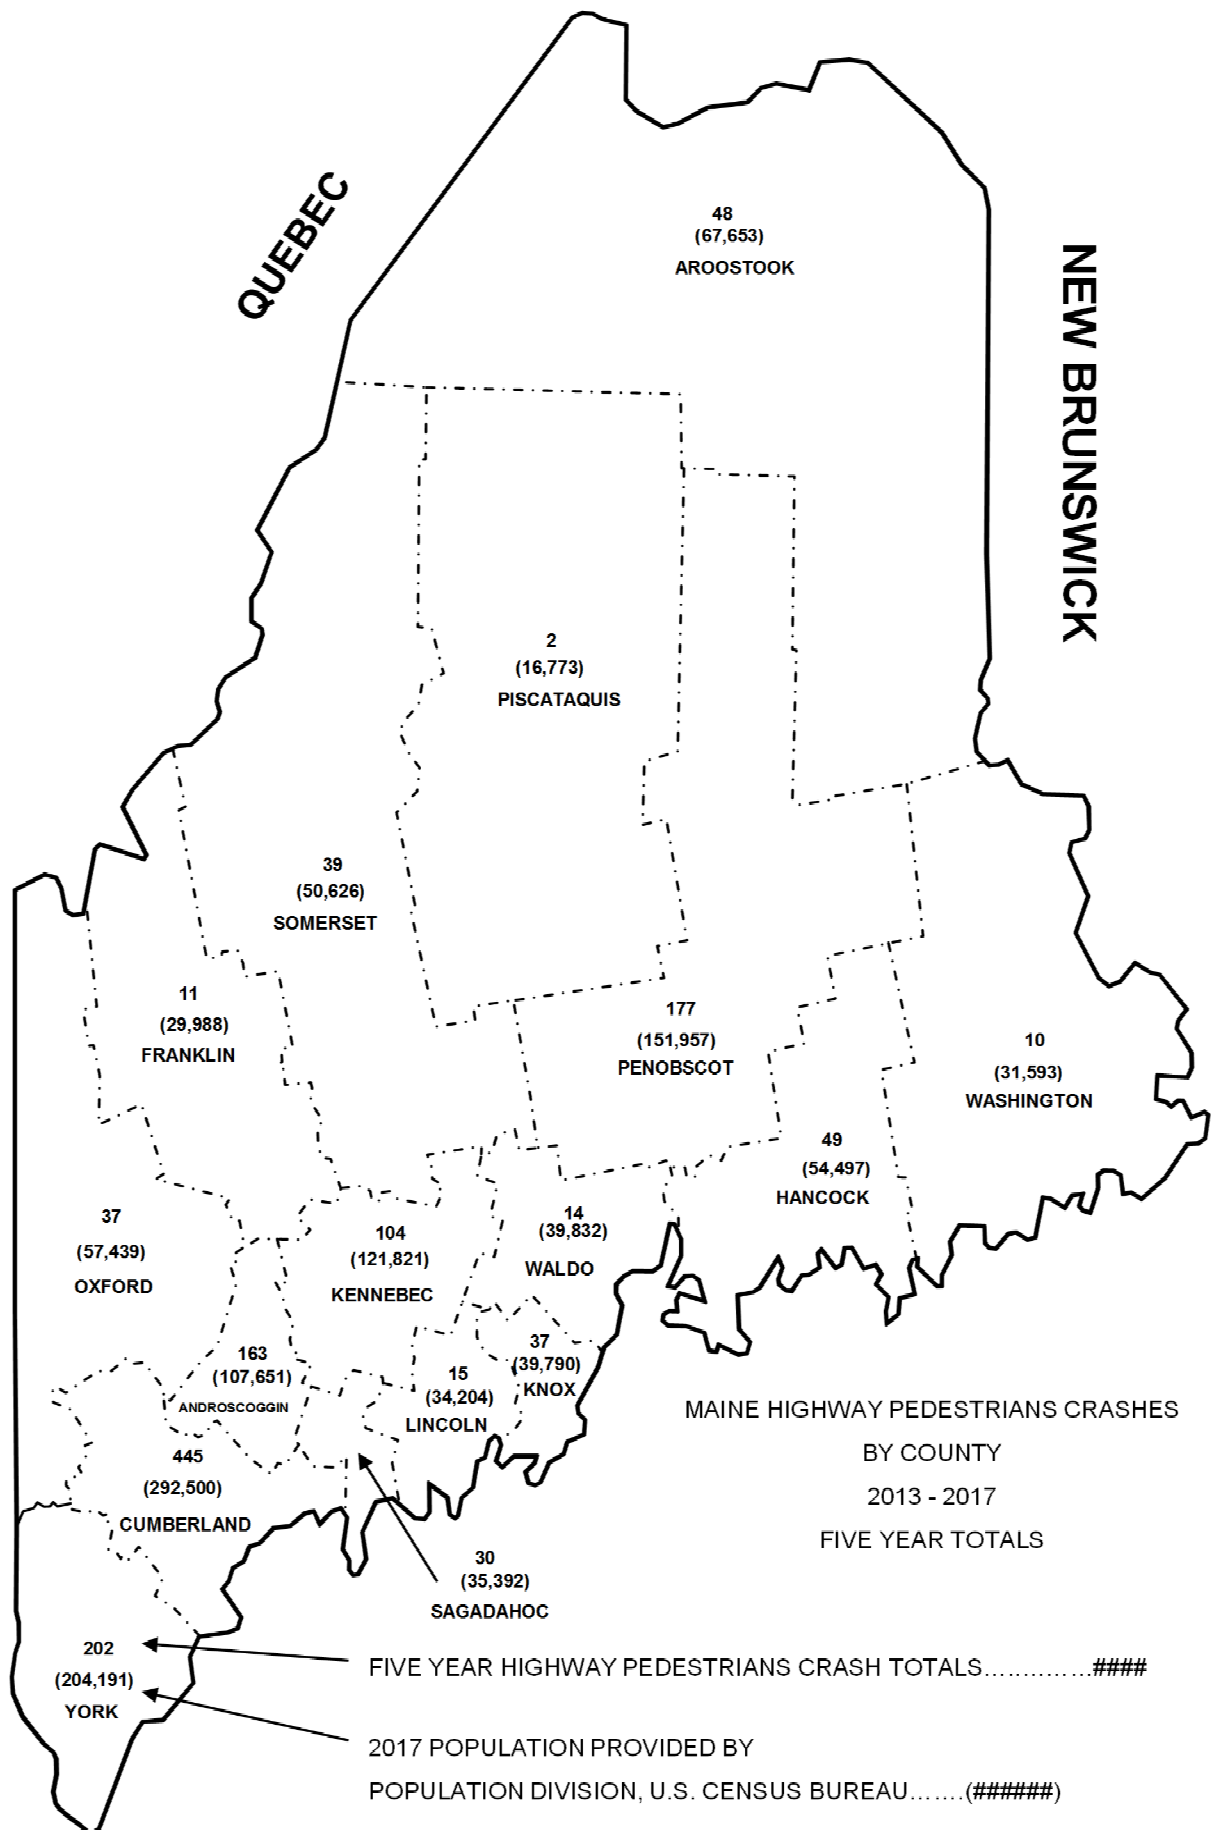 QUEBEC
48
(67,653)
AROOSTOOK
NEW BRUNSWICK
2
(16,773)
PISCATAQUIS
39
(50,626)
SOMERSET
11
(29,988)
FRANKLIN
177
(151,957)
PENOBSCOT
10
(31,593)
WASHINGTON
49
(54,497)
HANCOCK
37
(57,439)
OXFORD
104
(121,821)
KENNEBEC
14
(39,832)
WALDO
163
(107,651)
ANDROSCOGGIN
15
(34,204)
LINCOLN
37
(39,790)
KNOX
MAINE HIGHWAY PEDESTRIANS CRASHES
BY COUNTY
2013 - 2017
FIVE YEAR TOTALS
445
(292,500)
CUMBERLAND
30
(35,392)
SAGADAHOC
202
(204,191)
YORK
FIVE YEAR HIGHWAY PEDESTRIANS CRASH TOTALS..............####
2017 POPULATION PROVIDED BY
POPULATION DIVISION, U.S. CENSUS BUREAU.......(######)